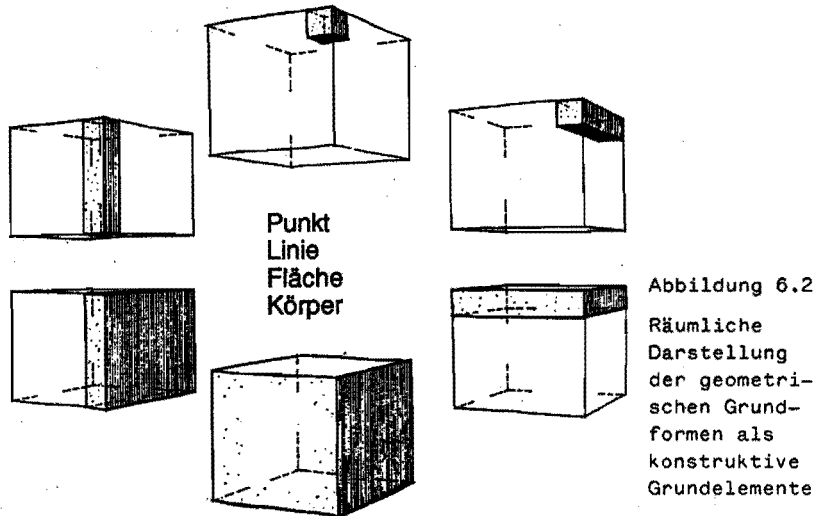 Punkt
Linie
Fläche
Körper
Abbildung 6.2
Räumliche
Darstellung
der geometri-
schen Grund-
formen als
konstruktive
Grundelemente